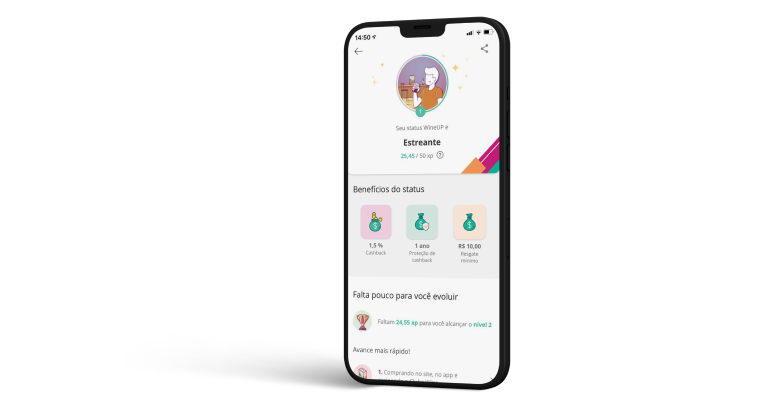 14:50
Seu status WineUP é
Estreante
25,45 / 50 xp ?
Benefícios do status
1,5 %
Cashback
1 ano
Proteção de
cashback
R$ 10,00
Resgate
mínimo
Falta pouco para você evoluir
Faltam 24,55 xp para você alcançar o nível 2
Avance mais rápido!
1. Comprando no site, no app e